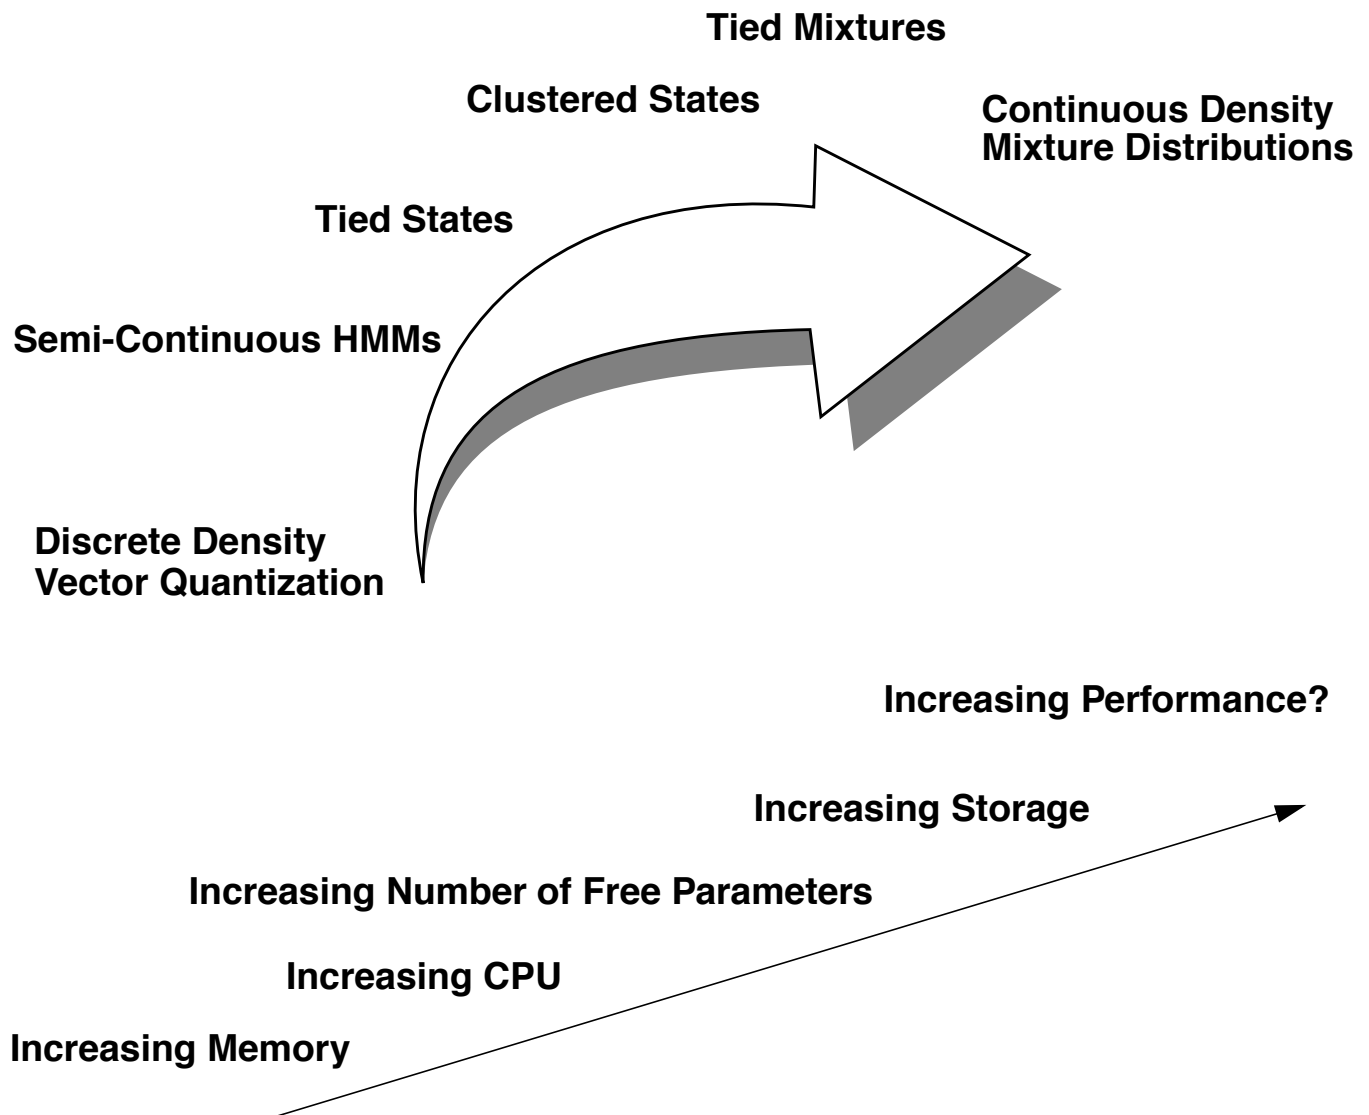 Tied Mixtures
Clustered States
Continuous Density
Mixture Distributions
Tied States
Semi-Continuous HMMs
Discrete Density
Vector Quantization
Increasing Performance?
Increasing Storage
Increasing Number of Free Parameters
Increasing CPU
Increasing Memory